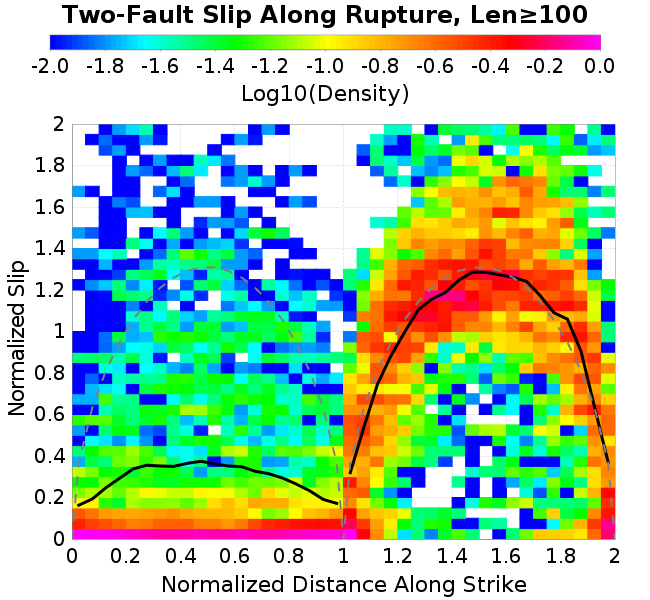 Two-Fault Slip Along Rupture, Len≥100
-2.0 -1.8 -1.6 -1.4 -1.2 -1.0 -0.8 -0.6 -0.4 -0.2 0.0
Log10(Density)
2
1.8
1.6
1.4
1.2
1
0.8
0.6
0.4
0.2
0
Normalized Slip
0 0.2 0.4 0.6 0.8 1 1.2 1.4 1.6 1.8 2
Normalized Distance Along Strike